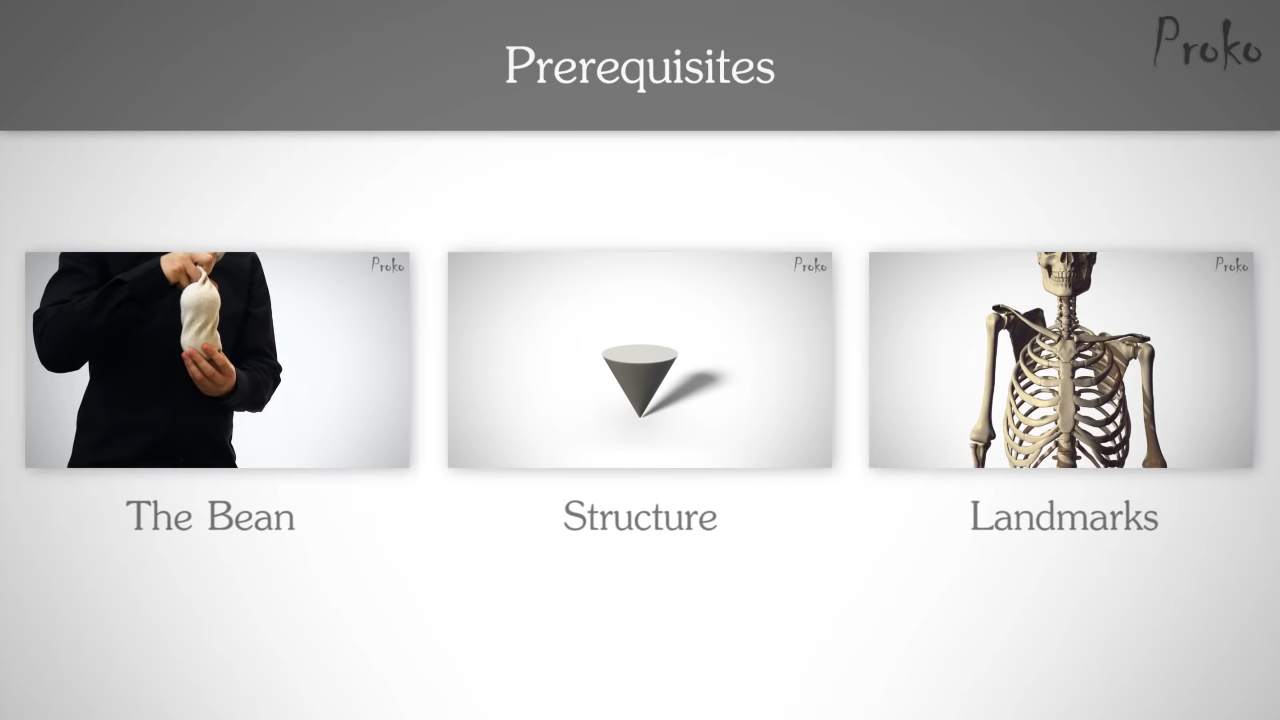 Prerequisites
Proko
Proko
Proko
Proko
The Bean
Structure
Landmarks